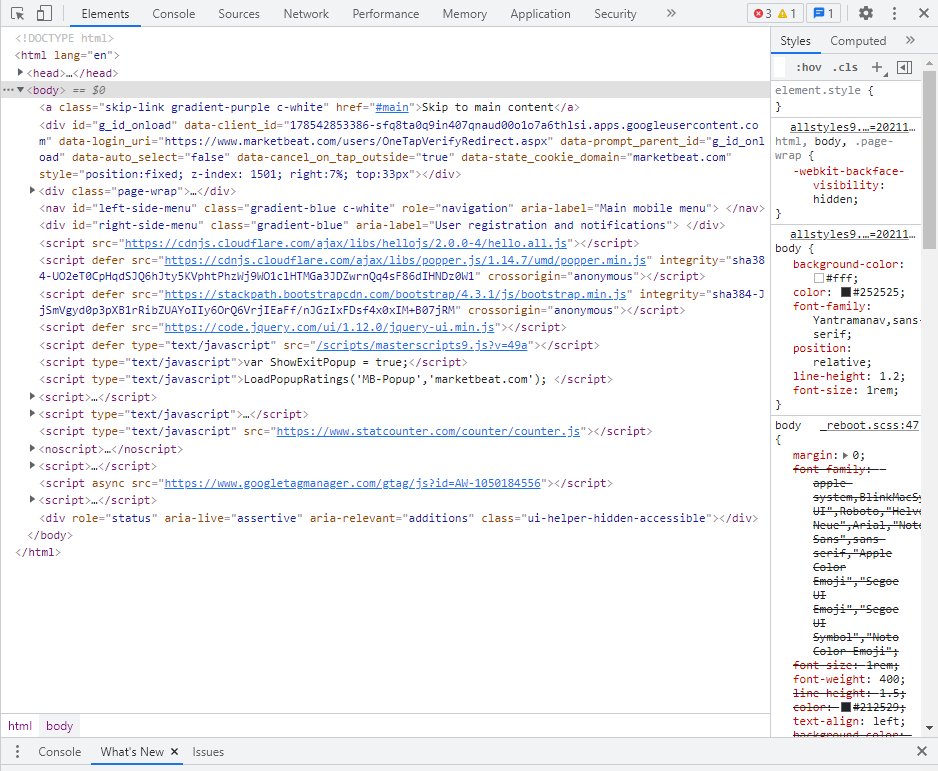 Elements Console Sources Network Performance Memory Application Security » 3 1 1
<!DOCTYPE html>
<html lang="en">
<head>…</head>
<body> == $0
<a class="skip-link gradient-purple c-white" href="#main">Skip to main content</a>
<div id="g_id_onload" data-client_id="178542853386-sfq8ta0q9in407qnaud00o1o7a6thlsi.apps.googleusercontent.co
m" data-login_uri="https://www.marketbeat.com/users/OneTapVerifyRedirect.aspx" data-prompt_parent_id="g_id_onl
oad" data-auto_select="false" data-cancel_on_tap_outside="true" data-state_cookie_domain="marketbeat.com"
style="position:fixed; z-index: 1501; right:7%; top:33px"></div>
<div class="page-wrap">…</div>
<nav id="left-side-menu" class="gradient-blue c-white" role="navigation" aria-label="Main mobile menu"> </nav>
<div id="right-side-menu" class="gradient-blue" aria-label="User registration and notifications"> </div>
<script src="https://cdnjs.cloudflare.com/ajax/libs/hellojs/2.0.0-4/hello.all.js"></script>
<script defer src="https://cdnjs.cloudflare.com/ajax/libs/popper.js/1.14.7/umd/popper.min.js" integrity="sha3
84-UO2eT0CpHqdSJQ6hJty5KVphtPhzWj9WO1clHTMGa3JDZwrnQq4sF86dIHNDz0W1" crossorigin="anonymous"></script>
<script defer src="https://stackpath.bootstrapcdn.com/bootstrap/4.3.1/js/bootstrap.min.js" integrity="sha384-J
jSmVgyd0p3pXB1rRibZUAYoIIy6OrQ6VrjIEaFf/nJGzIxFDsf4x0xIM+B07jRM" crossorigin="anonymous"></script>
<script defer src="https://code.jquery.com/ui/1.12.0/jquery-ui.min.js"></script>
<script defer type="text/javascript" src="/scripts/masterscripts9.js?v=49a"></script>
<script type="text/javascript">var ShowExitPopup = true;</script>
<script type="text/javascript">LoadPopupRatings('MB-Popup','marketbeat.com'); </script>
<script>…</script>
<script type="text/javascript">…</script>
<script type="text/javascript" src="https://www.statcounter.com/counter/counter.js"></script>
<noscript>…</noscript>
<script>…</script>
<script async src="https://www.googletagmanager.com/gtag/js?id=AW-1050184556"></script>
<script>…</script>
<div role="status" aria-live="assertive" aria-relevant="additions" class="ui-helper-hidden-accessible"></div>
</body>
</html>
html body
Styles Computed »
:hov .cls +
element.style {
}
allstyles9.…=20211…
html, body, .page-
wrap {
-webkit-backface-
visibility:
hidden;
}
allstyles9.…=20211…
body {
background-color:
#fff;
color: #252525;
font-family:
Yantramanav,sans-
serif;
position:
relative;
line-height: 1.2;
font-size: 1rem;
}
body _reboot.scss:47
{
margin: 0;
font-family: -
apple-
system,BlinkMacSy
UI",Roboto,"Helve
Neue",Arial,"Noto
Sans",sans-
serif,"Apple
Color
Emoji","Segoe
UI
Emoji","Segoe
UI
Symbol","Noto
Color Emoji";
font-size: 1rem;
font-weight: 400;
line-height: 1.5;
color: #212529;
text-align: left;
background-color:
Console What's New × Issues